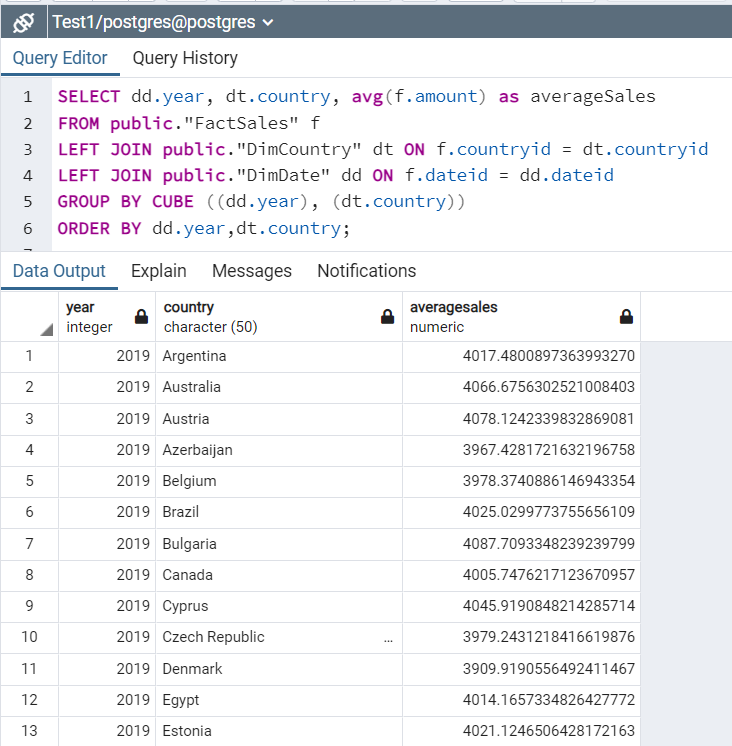 Test1/postgres@postgres
Query Editor Query History
1 SELECT dd.year, dt.country, avg(f.amount) as averageSales
2 FROM public."FactSales" f
3 LEFT JOIN public."DimCountry" dt ON f.countryid = dt.countryid
4 LEFT JOIN public."DimDate" dd ON f.dateid = dd.dateid
5 GROUP BY CUBE ((dd.year), (dt.country))
6 ORDER BY dd.year,dt.country;
Data Output Explain Messages Notifications
year country averagesales
integer character (50) numeric
1 2019 Argentina 4017.4800897363993270
2 2019 Australia 4066.6756302521008403
3 2019 Austria 4078.1242339832869081
4 2019 Azerbaijan 3967.4281721632196758
5 2019 Belgium 3978.3740886146943354
6 2019 Brazil 4025.0299773755656109
7 2019 Bulgaria 4087.7093348239239799
8 2019 Canada 4005.7476217123670957
9 2019 Cyprus 4045.9190848214285714
10 2019 Czech Republic ... 3979.2431218416619876
11 2019 Denmark 3909.9190556492411467
12 2019 Egypt 4014.1657334826427772
13 2019 Estonia 4021.1246506428172163